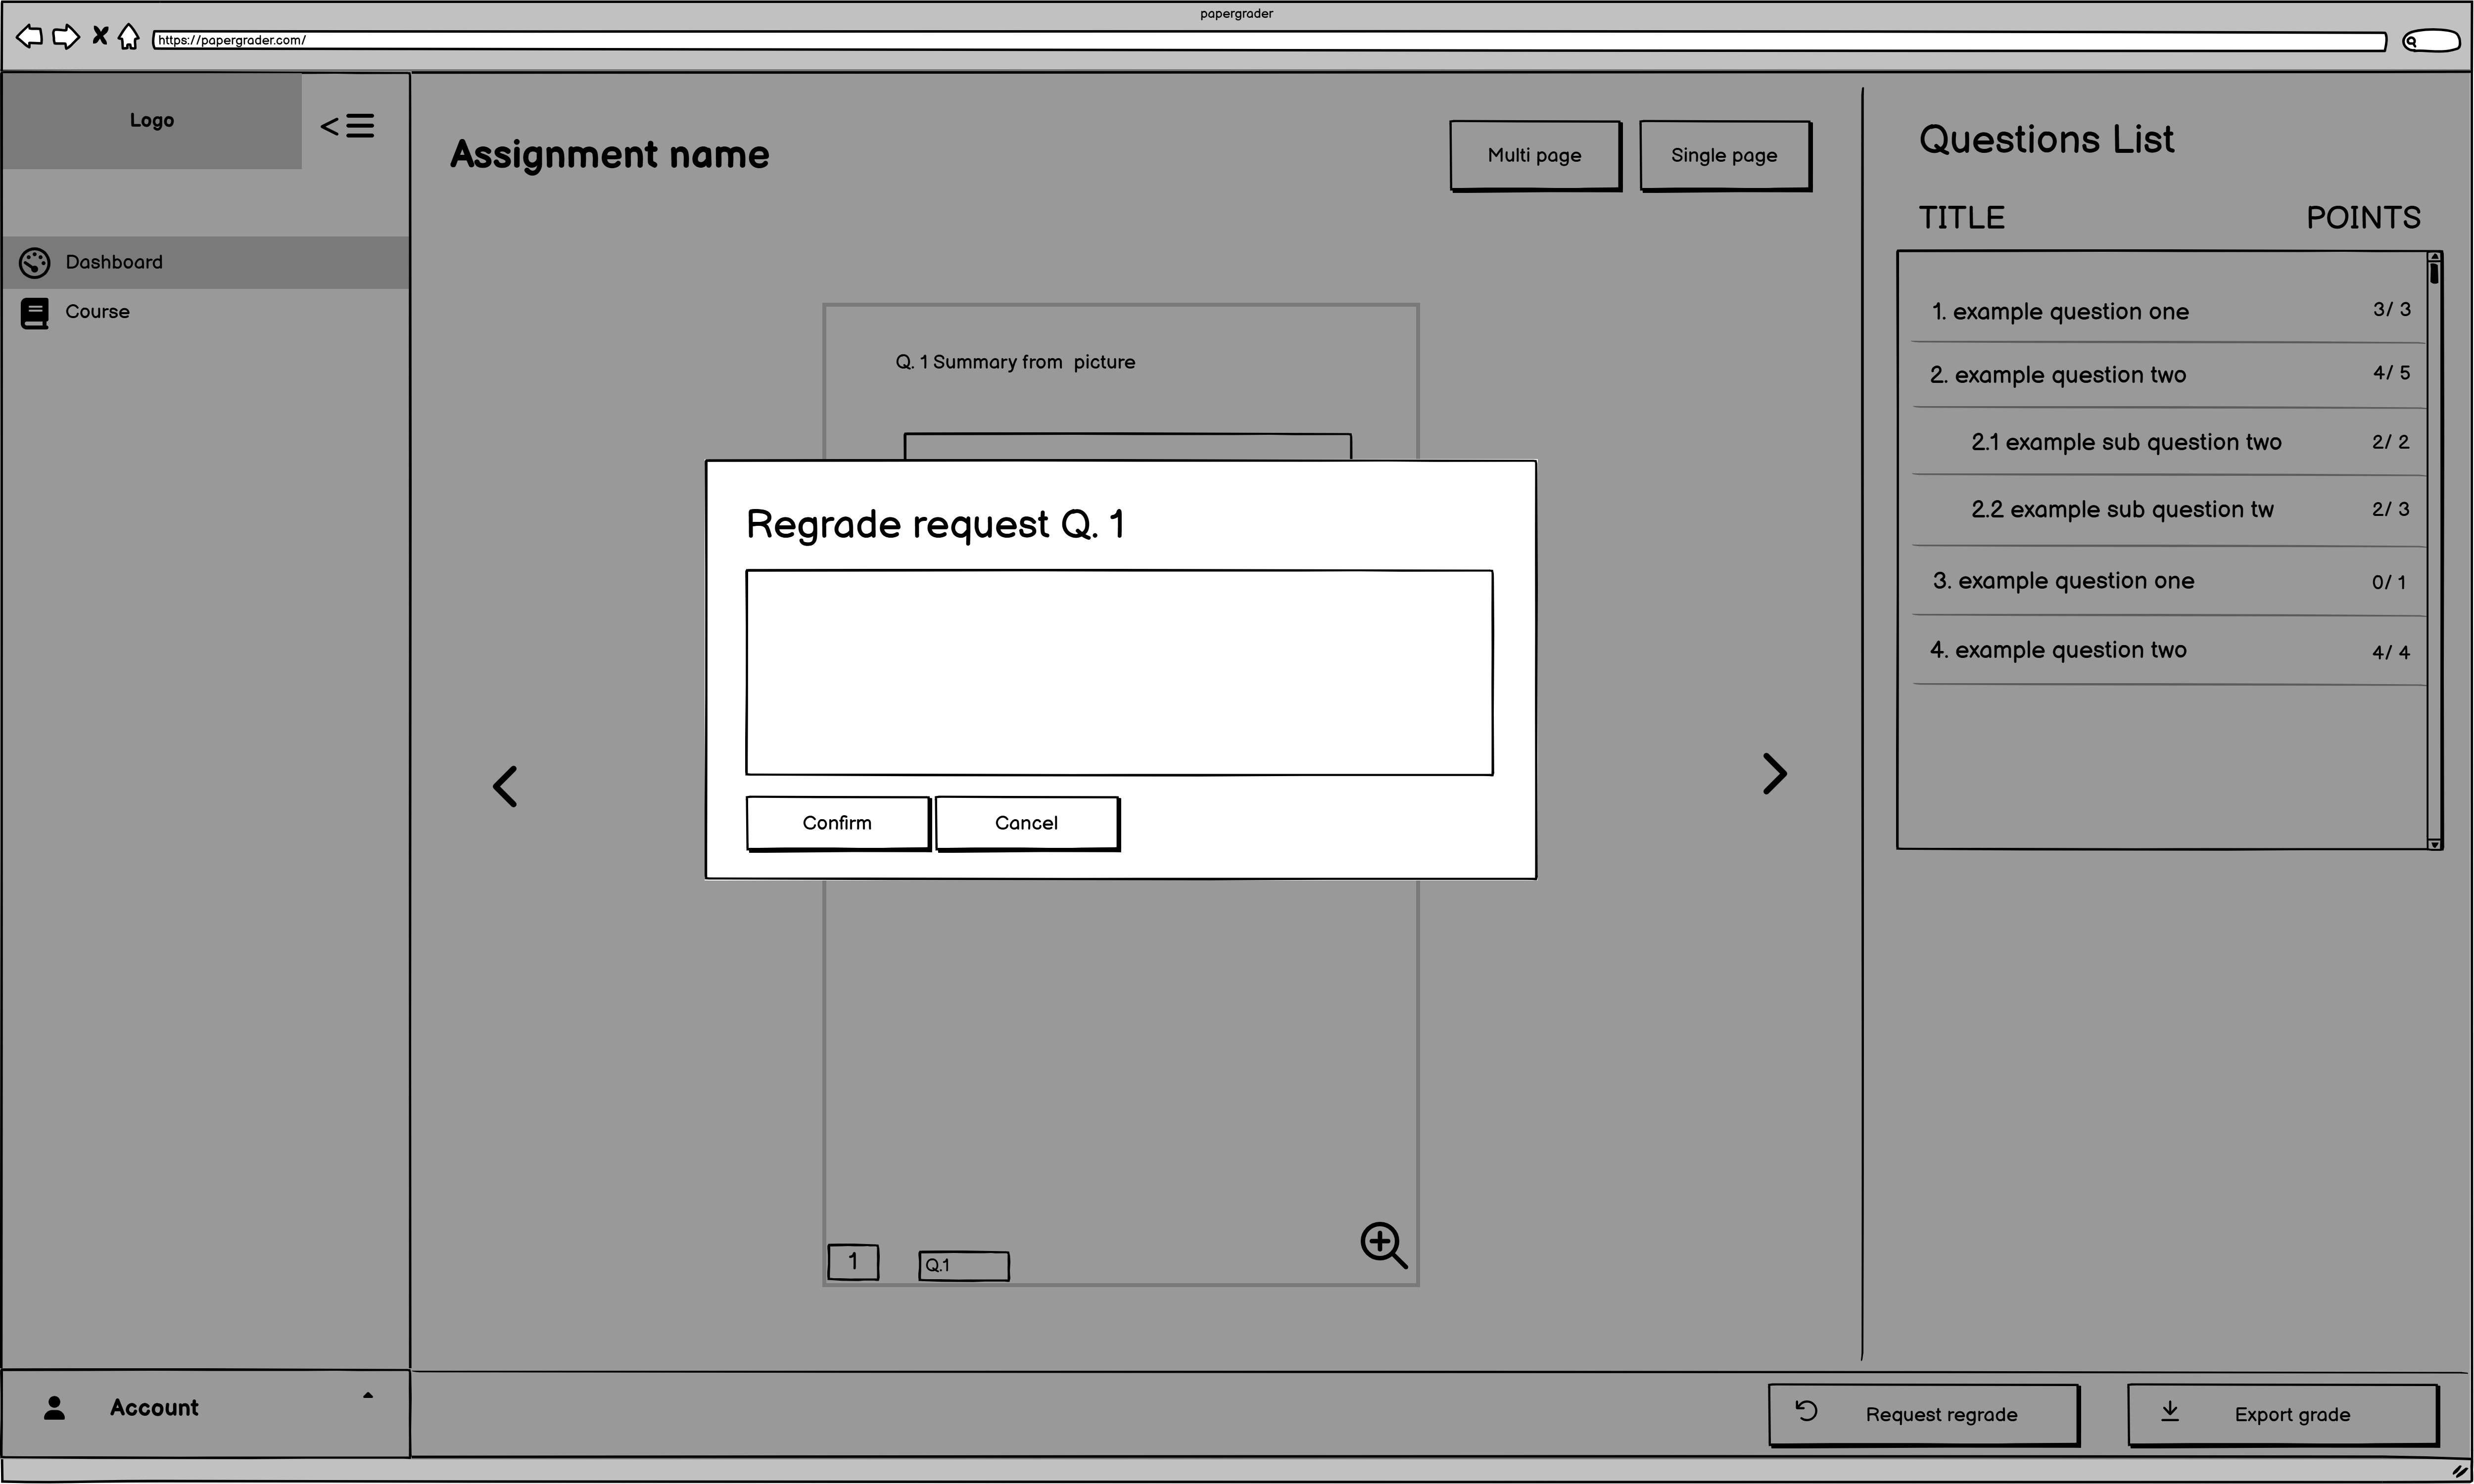 papergrader
https://papergrader.com/
Logo
<
Dashboard
Course
Account
Assignment name
Multi page
Single page
Q. 1 Summary from  picture
Regrade request Q. 1
Confirm
Cancel
1
Q.1
Questions List
TITLE POINTS
1. example question one 3/ 3
2. example question two 4/ 5
2.1 example sub question two 2/ 2
2.2 example sub question tw 2/ 3
3. example question one 0/ 1
4. example question two 4/ 4
Request regrade
Export grade